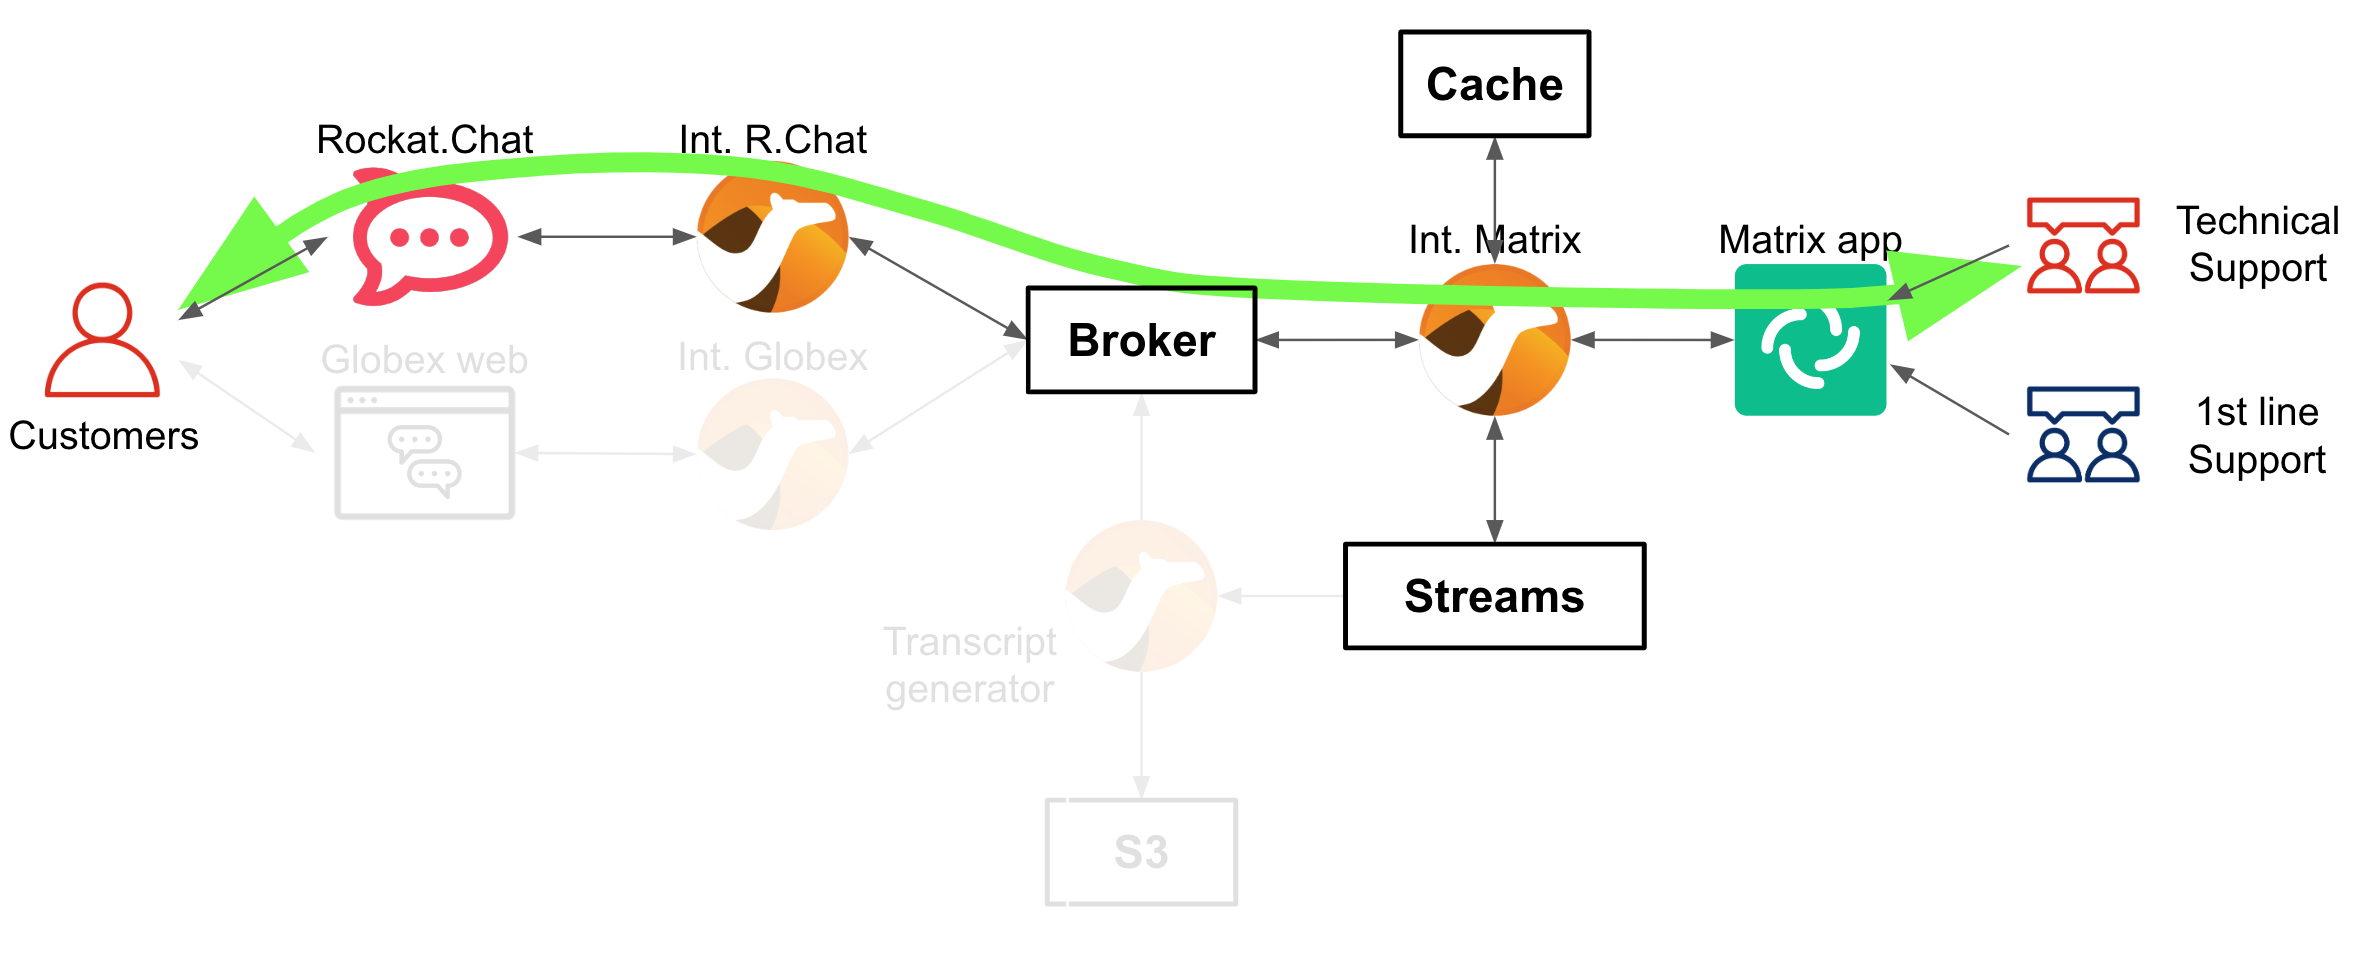 Cache
Rockat.Chat
Int. R.Chat
Int. Matrix
Matrix app
Technical
Support
Broker
Globex web
Int. Globex
Customers
1st line
Support
Streams
Transcript
generator
S3